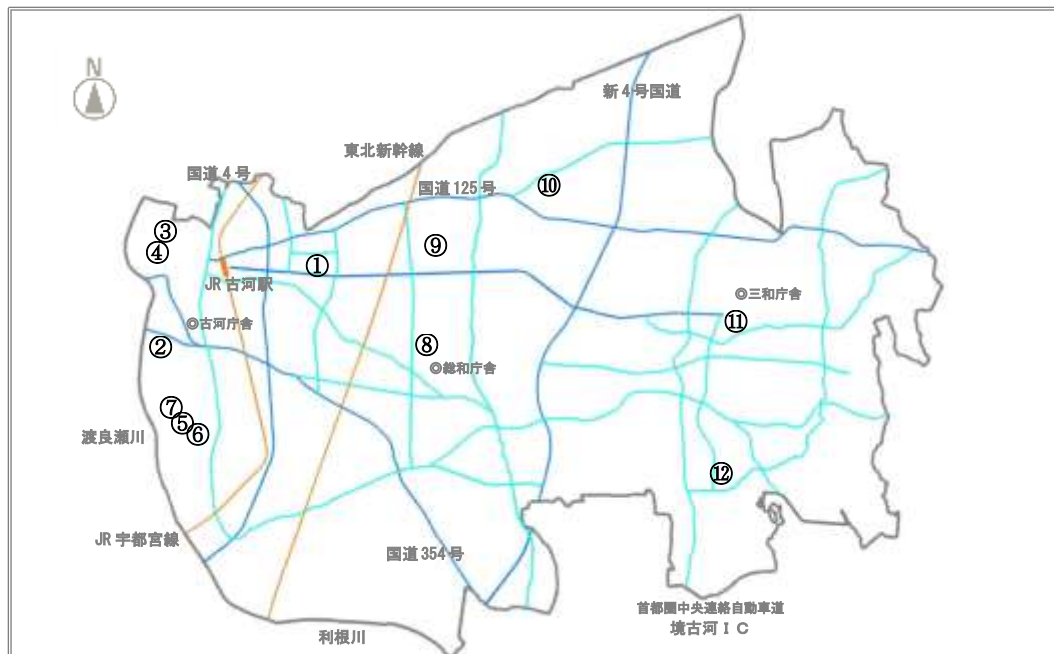 N
新4号国道
東北新幹線
国道4号
国道125号
⑩
③
④
⑨
①
JR古河駅
◎三和庁舎
◎古河庁舎
⑪
②
⑧
◎総和庁舎
⑦
⑤
⑥
渡良瀬川
⑫
JR宇都宮線
国道354号
首都圏中央連絡自動車道
境古河IC
利根川